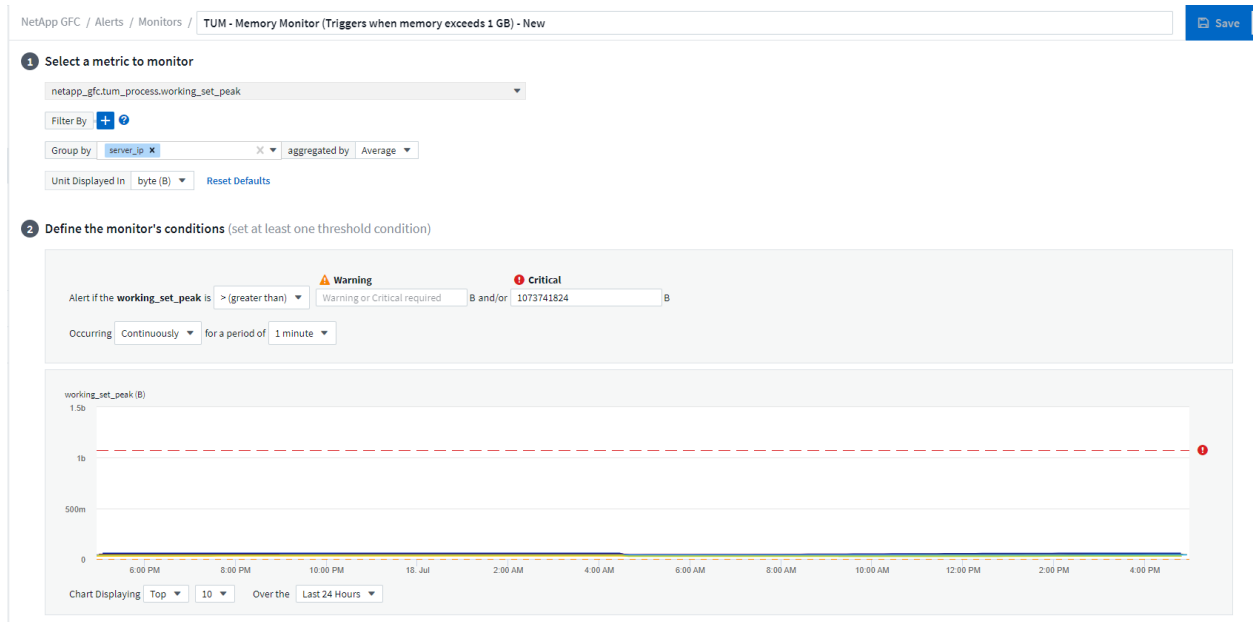 NetApp GFC / Alerts / Monitors / TUM - Memory Monitor (Triggers when memory exceeds 1 GB) - New Save
1 Select a metric to monitor
netapp_gfc.tum_process.working_set_peak
Filter By + ?
Group by server_ip x × aggregated by Average
Unit Displayed In byte (B) Reset Defaults
2 Define the monitor's conditions (set at least one threshold condition)
Warning Critical
Alert if the working_set_peak is > (greater than) Warning or Critical required B and/or 1073741824 B
Occurring Continuously for a period of 1 minute
working_set_peak (B)
1.5b
1b
500m
0
6:00 PM 8:00 PM 10:00 PM 18. Jul 2:00 AM 4:00 AM 6:00 AM 8:00 AM 10:00 AM 12:00 PM 2:00 PM 4:00 PM
Chart Displaying Top 10 Over the Last 24 Hours